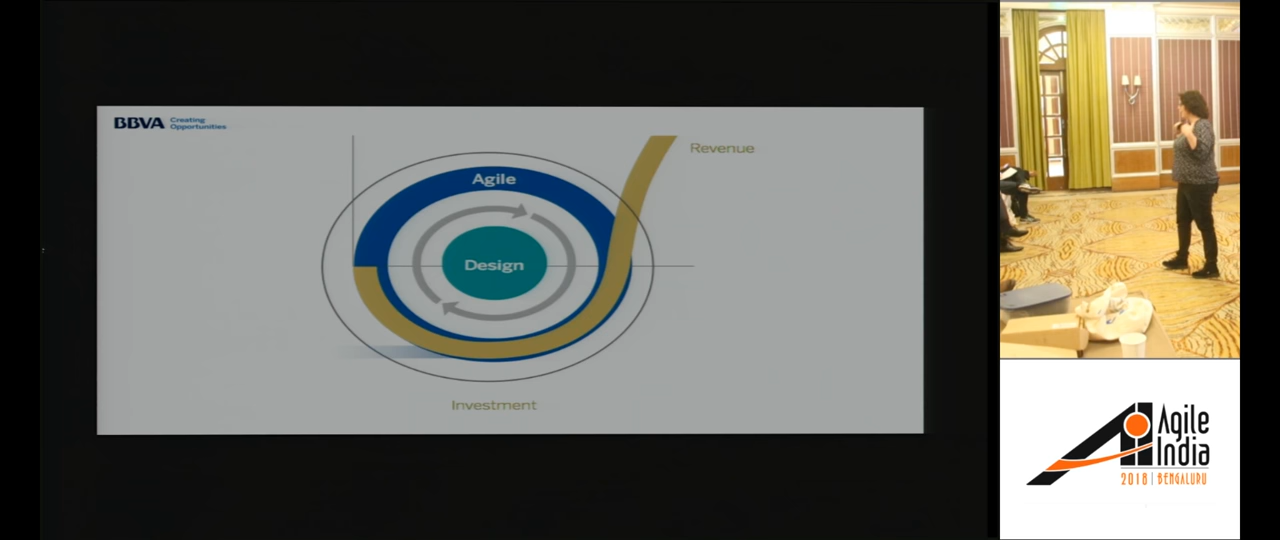 BBVA
Creating
Opportunities
Revenue
Agile
Design
Investment
Agile
India
2018 | BENGALURU